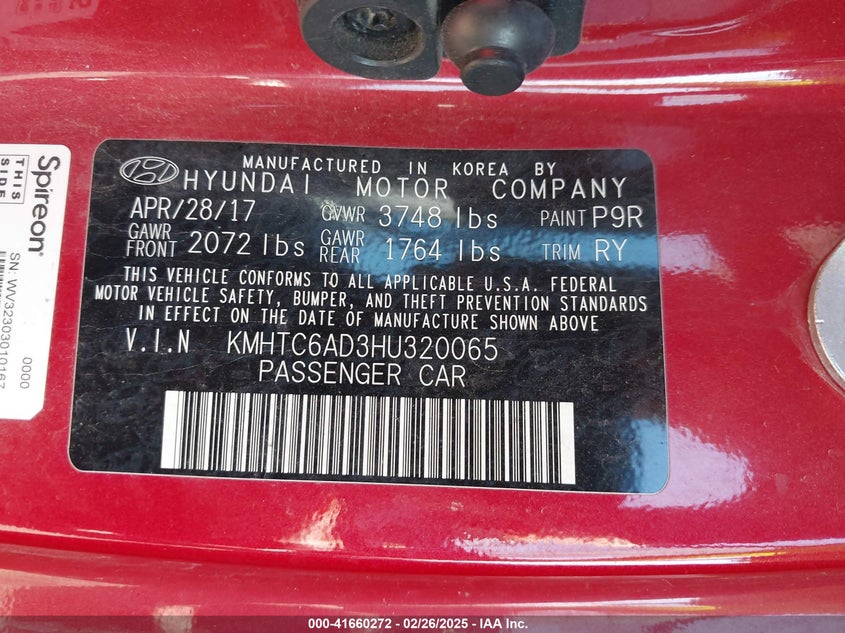 MANUFACTURED IN KOREA BY
HYUNDAI MOTOR COMPANY
APR/28/17 GVWR 3748 lbs PAINT P9R
GAWR FRONT 2072 lbs GAWR REAR 1764 lbs TRIM RY
THIS VEHICLE CONFORMS TO ALL APPLICABLE U.S.A. FEDERAL
MOTOR VEHICLE SAFETY, BUMPER, AND THEFT PREVENTION STANDARDS
IN EFFECT ON THE DATE OF MANUFACTURE SHOWN ABOVE
V.I.N KMHTC6AD3HU320065
PASSENGER CAR
THIS
SIDE
Spireon
SN: WV32303010167
0000
000-41660272 - 02/26/2025 - IAA Inc.